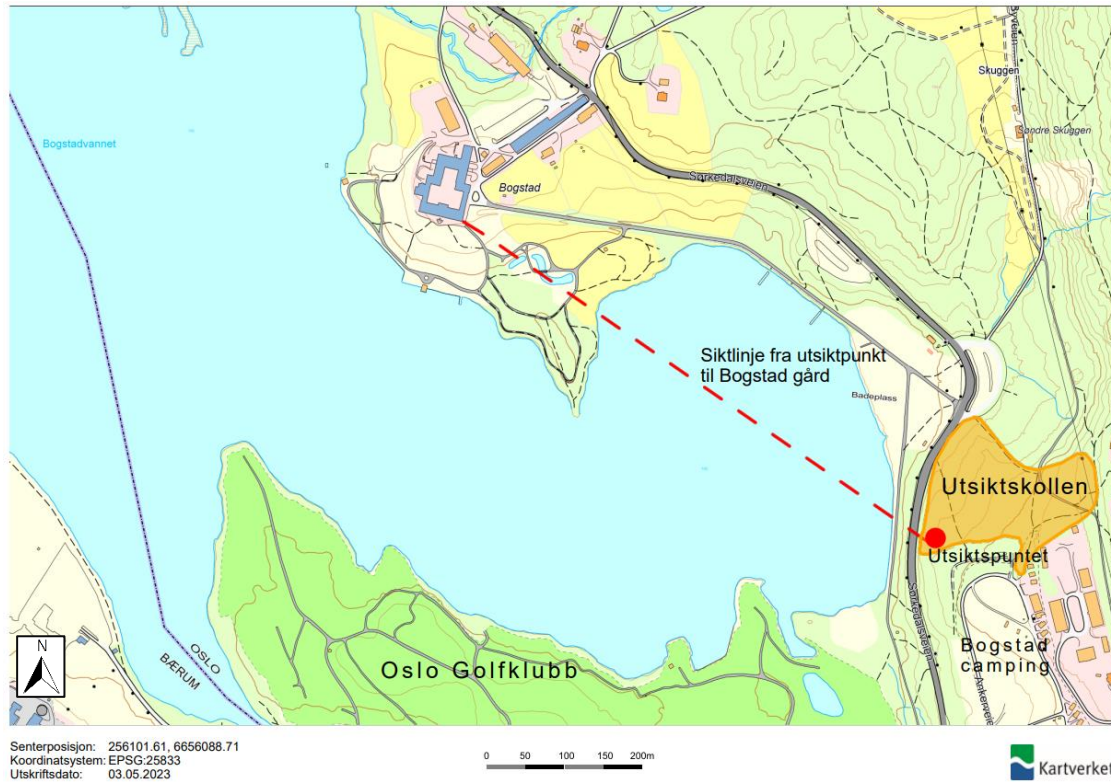 Byveien
Skuggen
Søndre Skuggen
Bogstadvannet
Sørkedalsveien
Bogstad
Siktlinje fra utsiktpunkt
til Bogstad gård
Badeplass
Utsiktskollen
Utsiktspuntet
Sørkedalsveien
Bogstad
camping
Ankerveien
Oslo Golfklubb
OSLO
BÆRUM
N
Senterposisjon: 256101.61, 6656088.71
Koordinatsystem: EPSG:25833
Utskriftsdato: 03.05.2023
0 50 100 150 200m
Kartverket